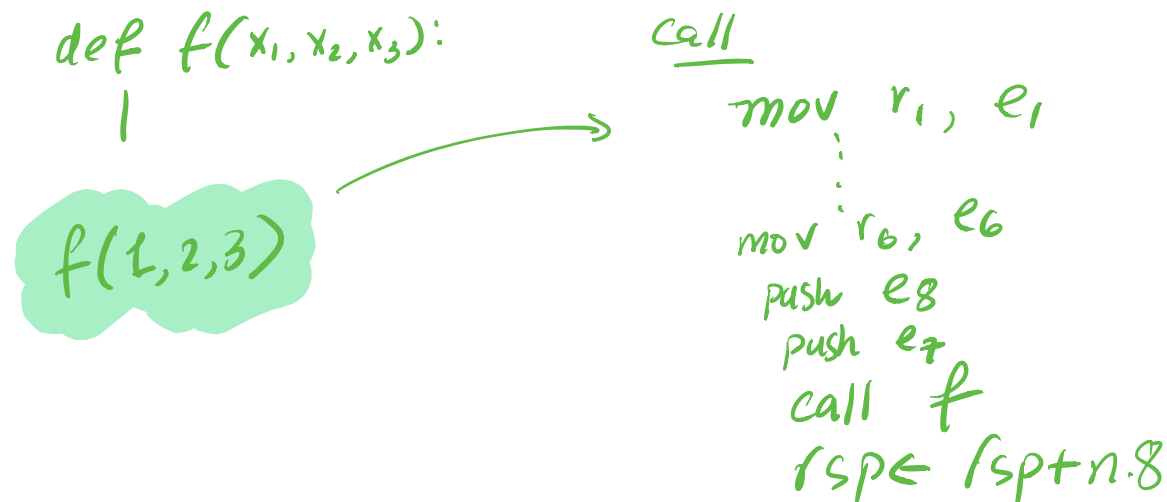 def f(x₁, x₂, x₃):
f(1, 2, 3)
call
mov r₁, e₁
mov r₆, e₆
push e₈
push e₇
call f
rsp ← rsp + n.8